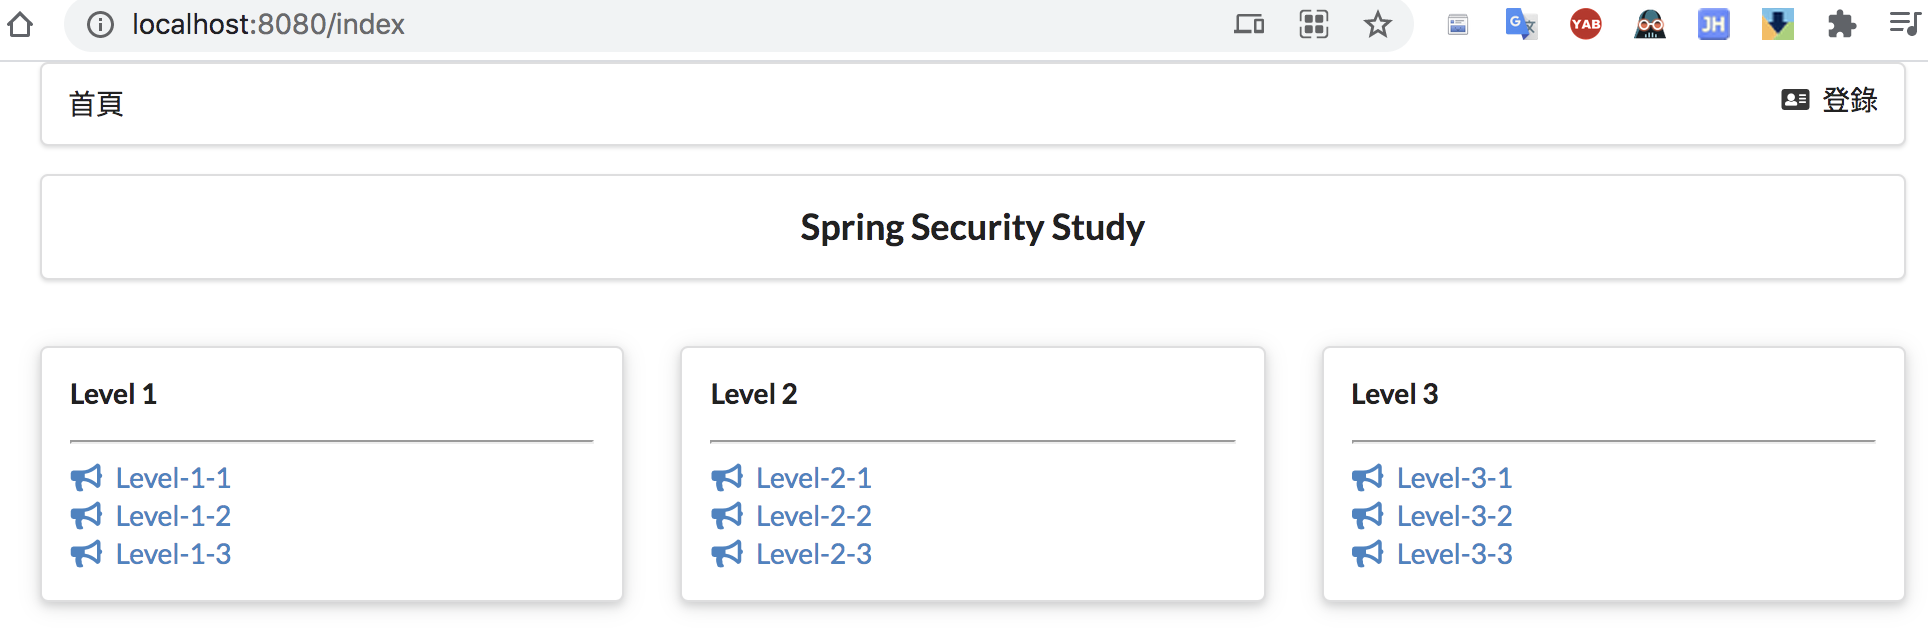 localhost:8080/index
YAB
JH
首頁
登錄
Spring Security Study
Level 1
Level-1-1
Level-1-2
Level-1-3
Level 2
Level-2-1
Level-2-2
Level-2-3
Level 3
Level-3-1
Level-3-2
Level-3-3